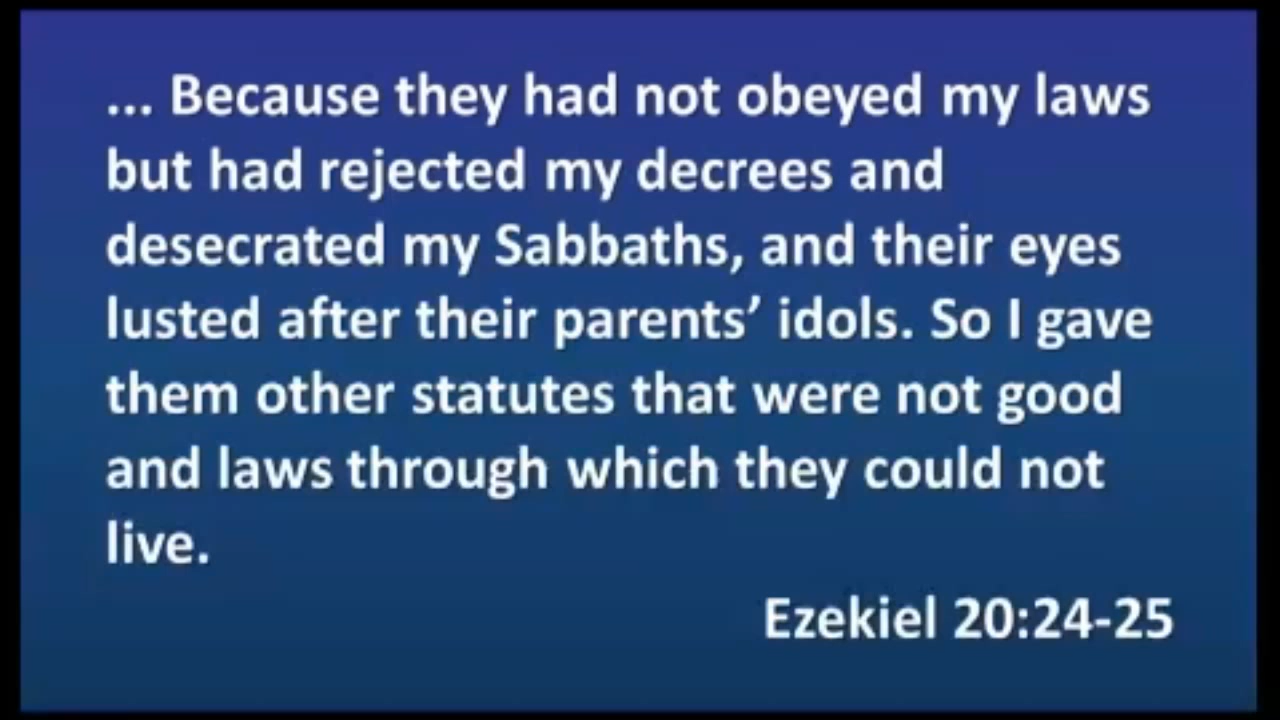 ... Because they had not obeyed my laws
but had rejected my decrees and
desecrated my Sabbaths, and their eyes
lusted after their parents’ idols. So I gave
them other statutes that were not good
and laws through which they could not
live.
Ezekiel 20:24-25